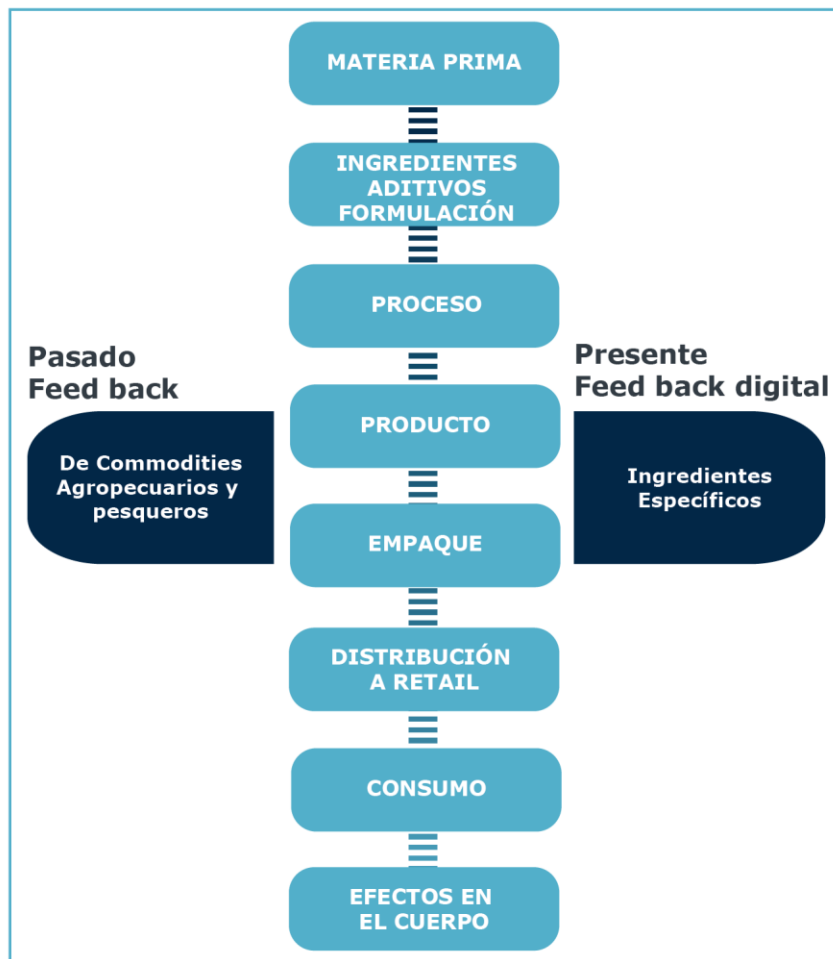 MATERIA PRIMA
INGREDIENTES
ADITIVOS
FORMULACIÓN
PROCESO
Pasado
Feed back
Presente
Feed back digital
De Commodities
Agropecuarios y
pesqueros
PRODUCTO
Ingredientes
Específicos
EMPAQUE
DISTRIBUCIÓN
A RETAIL
CONSUMO
EFECTOS EN
EL CUERPO